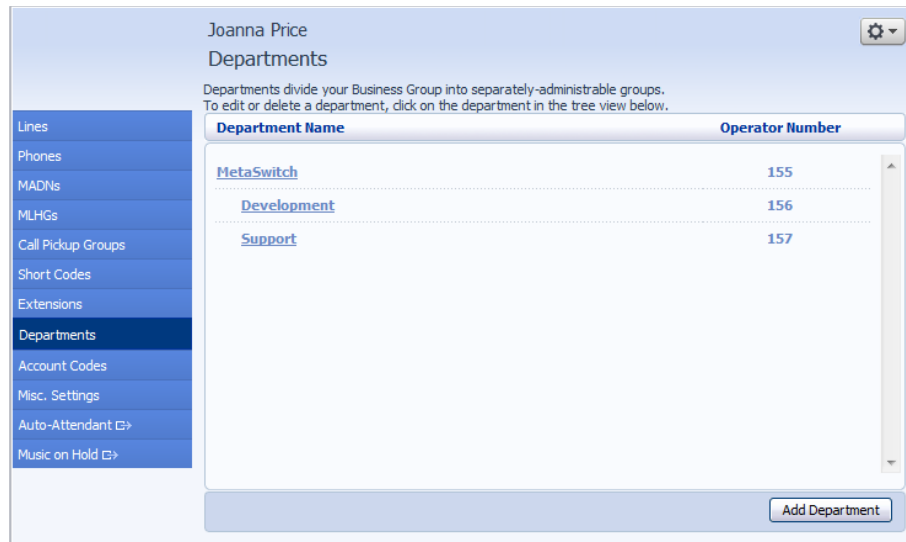 Joanna Price
Departments
Departments divide your Business Group into separately-administrable groups.
To edit or delete a department, click on the department in the tree view below.
Lines
Phones
MADNs
MLHGs
Call Pickup Groups
Short Codes
Extensions
Departments
Account Codes
Misc. Settings
Auto-Attendant
Music on Hold
Department Name Operator Number
MetaSwitch 155
Development 156
Support 157
Add Department